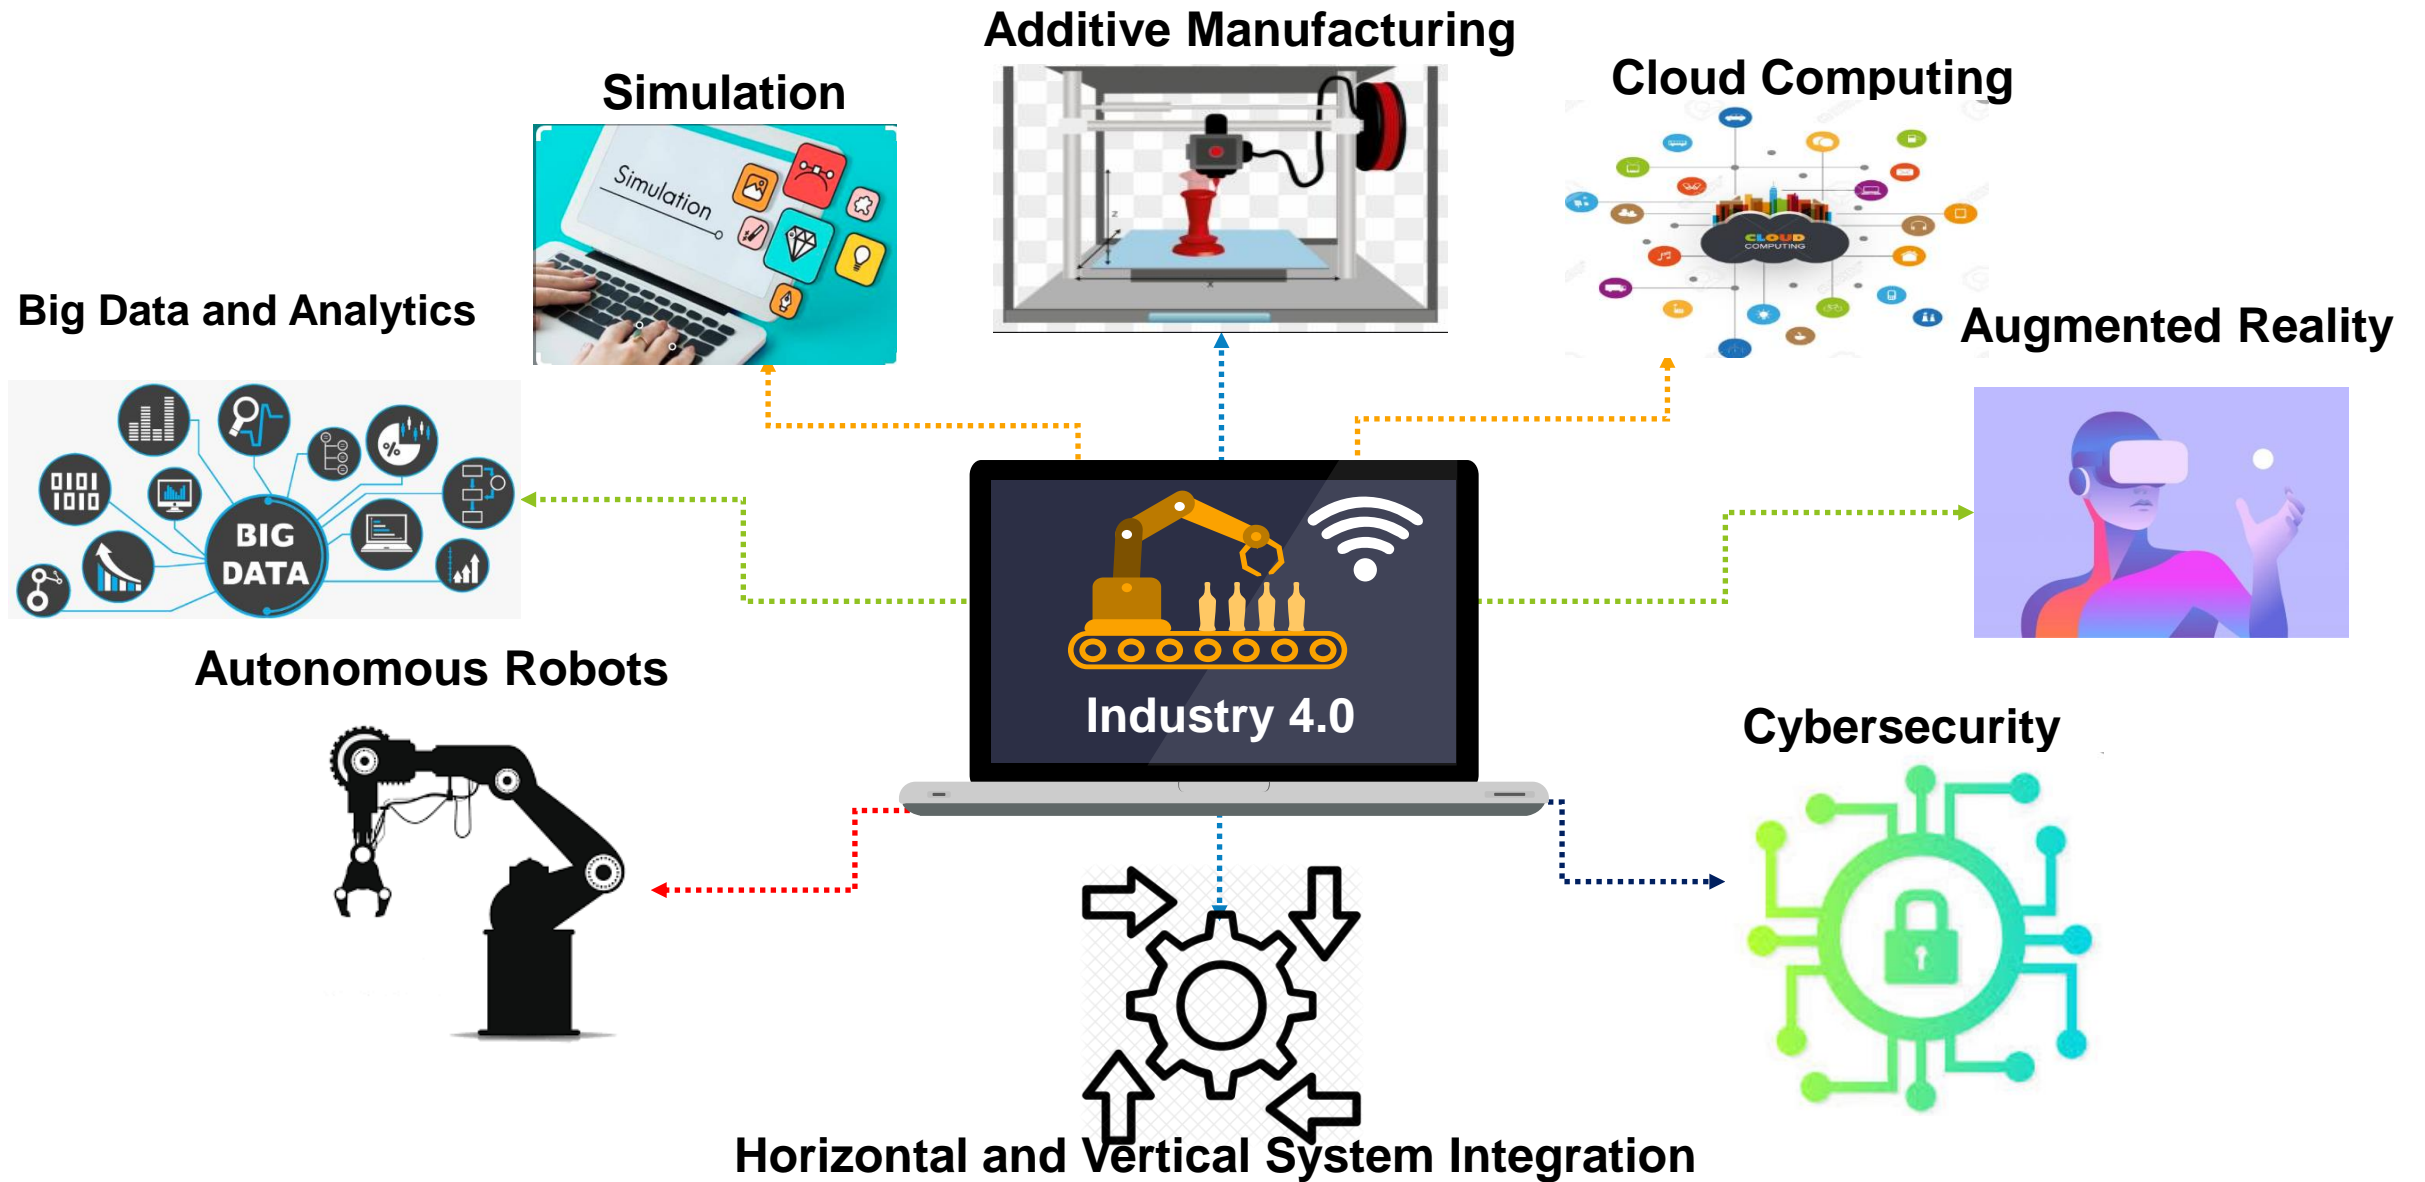 Additive Manufacturing
Simulation
Cloud Computing
Simulation
Z
X
CLOUD
COMPUTING
Big Data and Analytics
Augmented Reality
0101
1010
%
BIG
DATA
Autonomous Robots
Industry 4.0
Cybersecurity
Horizontal and Vertical System Integration